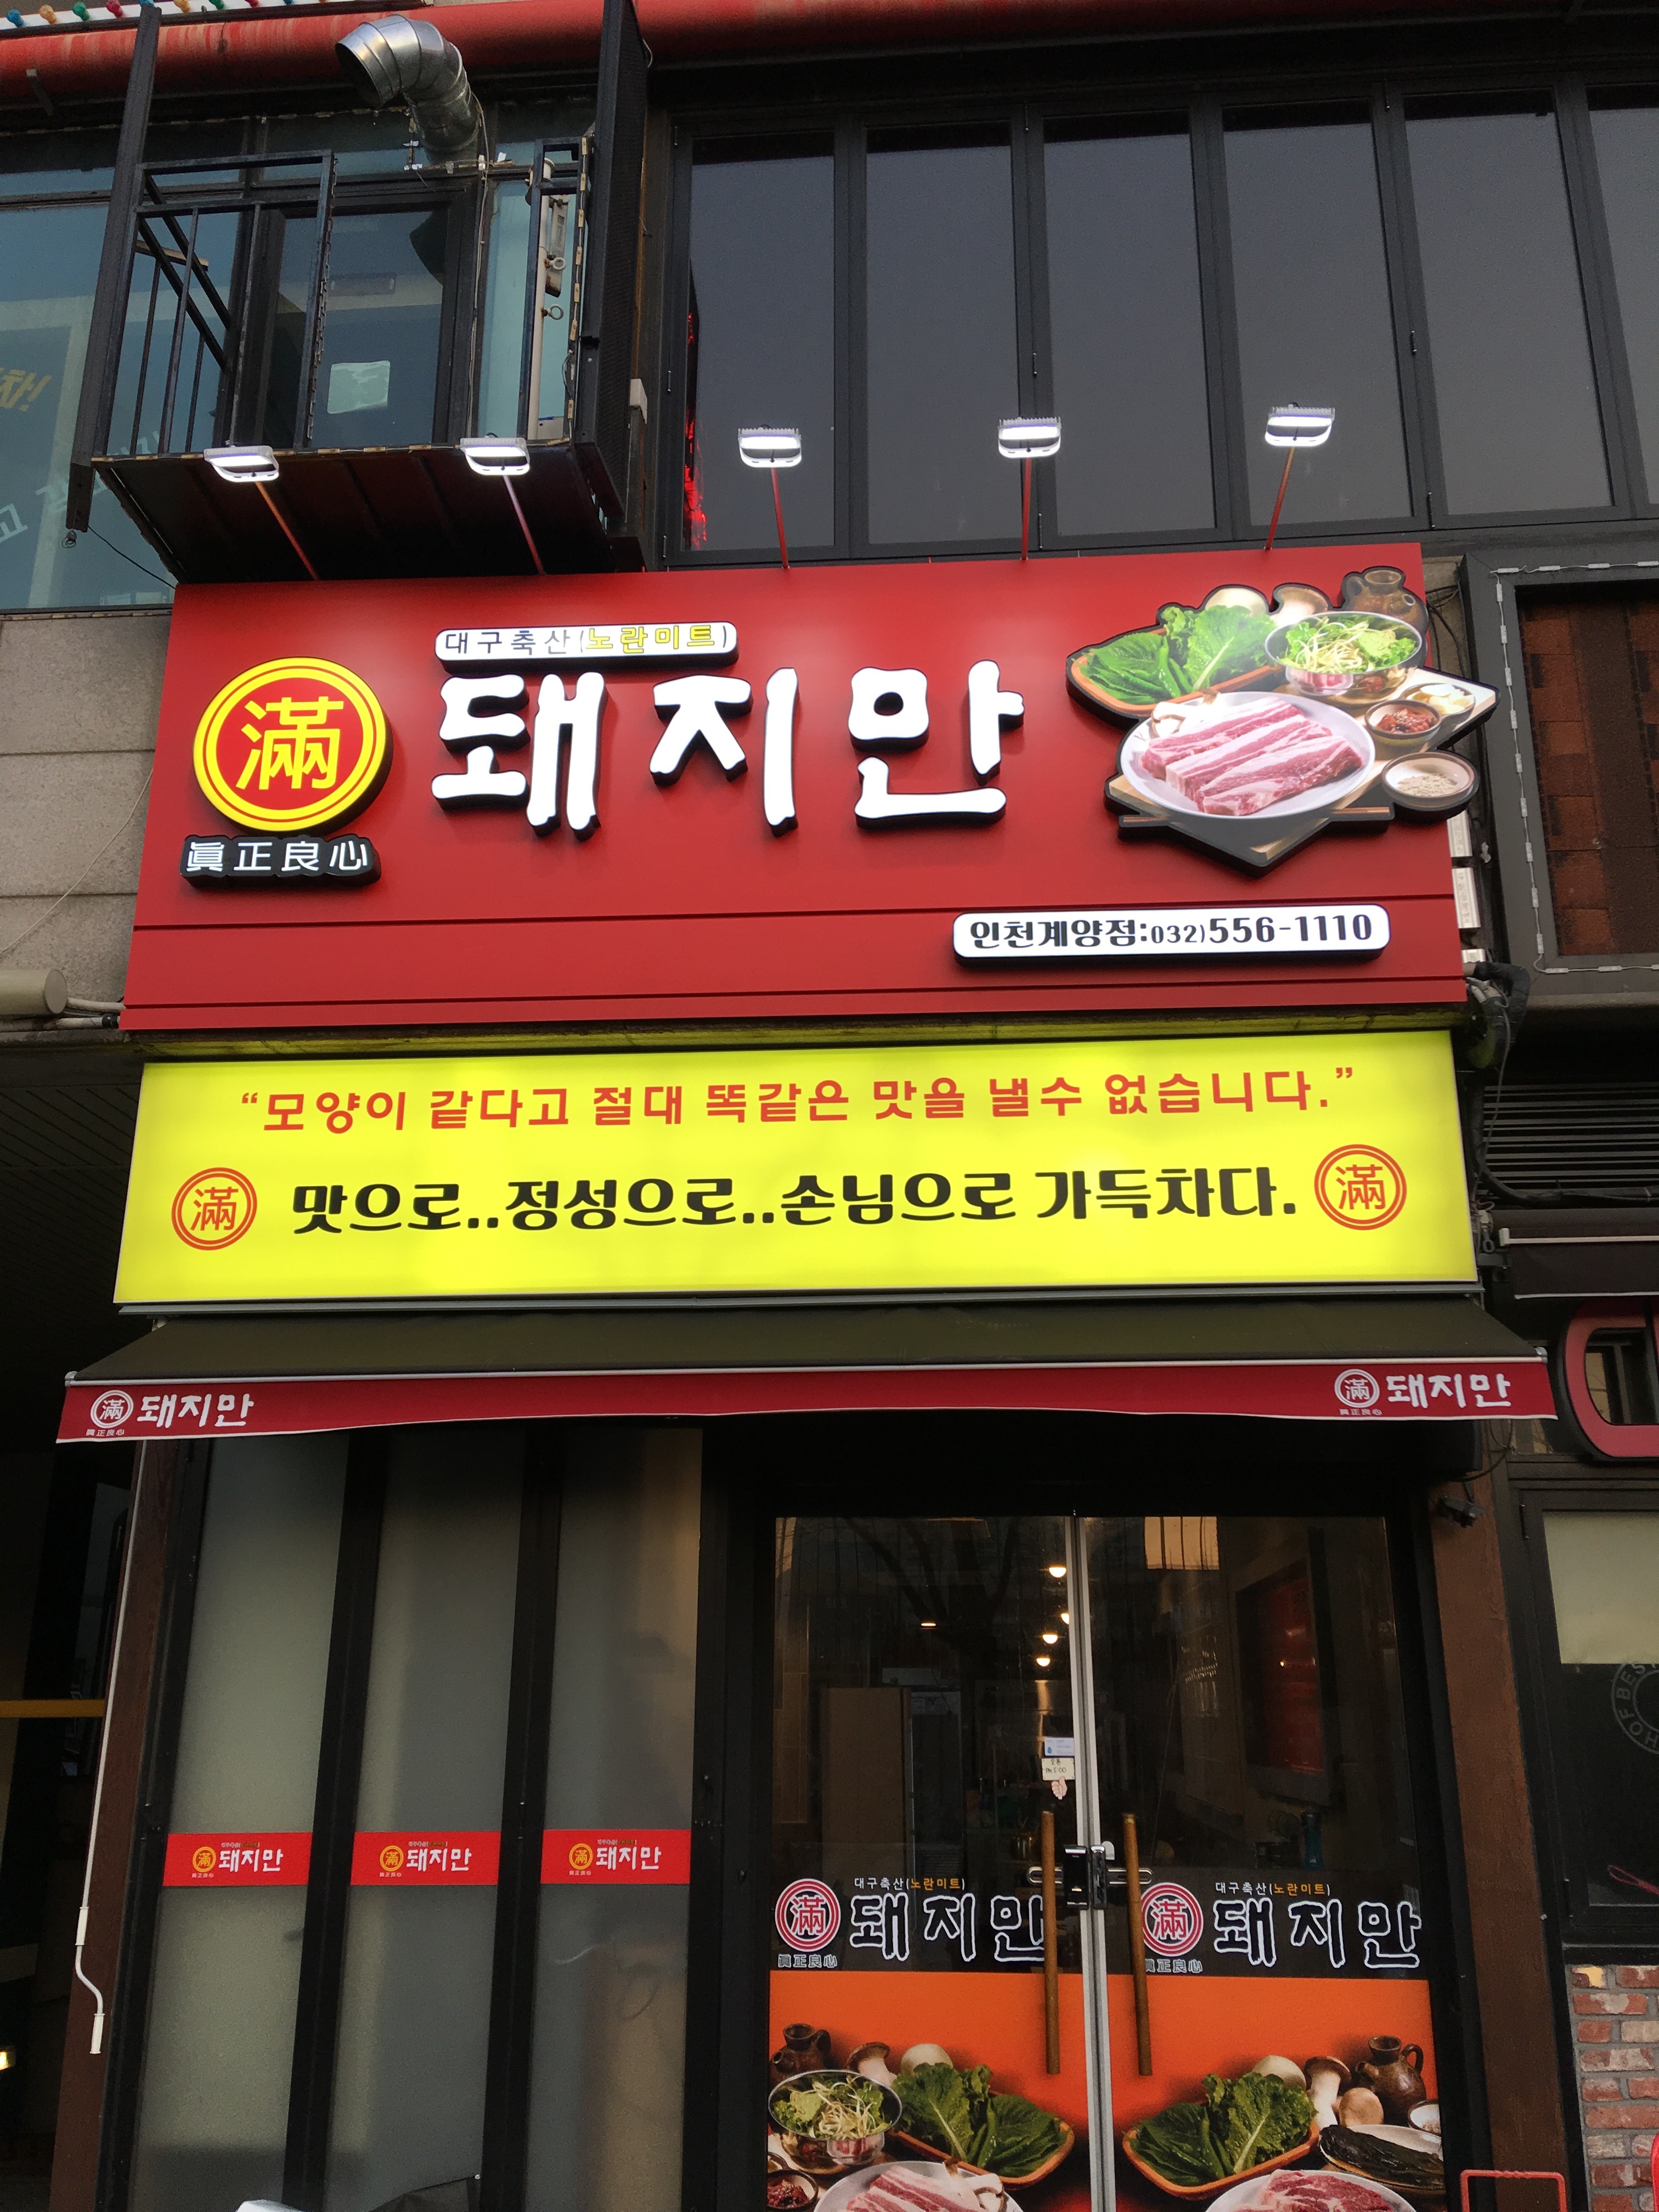 대구축산(노란미트)
滿
돼지만
眞正良心
인천계양점:032)556-1110
“모양이 같다고 절대 똑같은 맛을 낼수 없습니다.”
滿
맛으로..정성으로..손님으로 가득차다.
滿
滿 돼지만
眞正良心
滿 돼지만
眞正良心
滿 돼지만
滿 돼지만
滿 돼지만
대구축산(노란미트)
滿 돼지만
眞正良心
대구축산(노란미트)
滿 돼지만
眞正良心